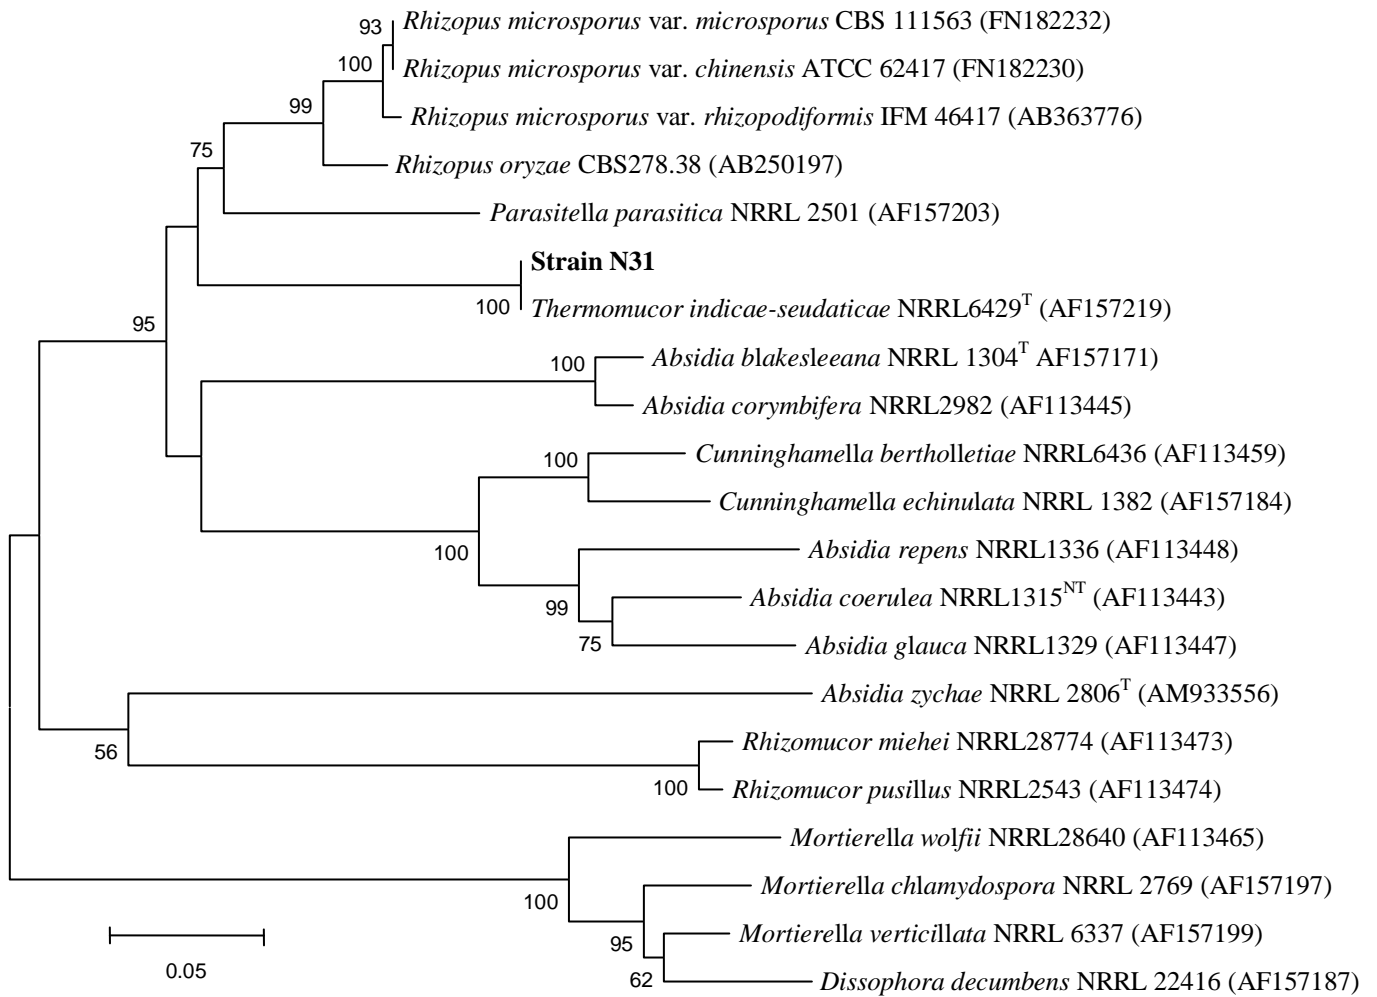 93
Rhizopus microsporus var. microsporus CBS 111563 (FN182232)
100
Rhizopus microsporus var. chinensis ATCC 62417 (FN182230)
99
Rhizopus microsporus var. rhizopodiformis IFM 46417 (AB363776)
75
Rhizopus oryzae CBS278.38 (AB250197)
Parasitella parasitica NRRL 2501 (AF157203)
Strain N31
100
Thermomucor indicae-seudaticae NRRL6429T (AF157219)
95
100
Absidia blakesleeana NRRL 1304T AF157171)
Absidia corymbifera NRRL2982 (AF113445)
100
Cunninghamella bertholletiae NRRL6436 (AF113459)
Cunninghamella echinulata NRRL 1382 (AF157184)
100
Absidia repens NRRL1336 (AF113448)
99
Absidia coerulea NRRL1315NT (AF113443)
75
Absidia glauca NRRL1329 (AF113447)
Absidia zychae NRRL 2806T (AM933556)
56
Rhizomucor miehei NRRL28774 (AF113473)
100
Rhizomucor pusillus NRRL2543 (AF113474)
Mortierella wolfii NRRL28640 (AF113465)
100
Mortierella chlamydospora NRRL 2769 (AF157197)
95
Mortierella verticillata NRRL 6337 (AF157199)
62
Dissophora decumbens NRRL 22416 (AF157187)
0.05